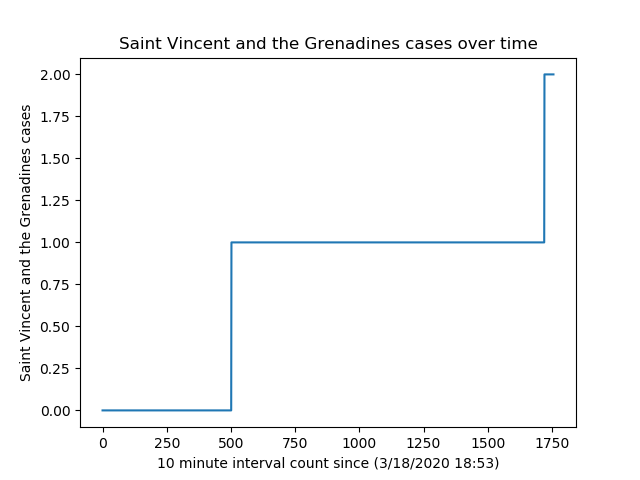 Saint Vincent and the Grenadines cases over time
Saint Vincent and the Grenadines cases
2.00
1.75
1.50
1.25
1.00
0.75
0.50
0.25
0.00
0 250 500 750 1000 1250 1500 1750
10 minute interval count since (3/18/2020 18:53)